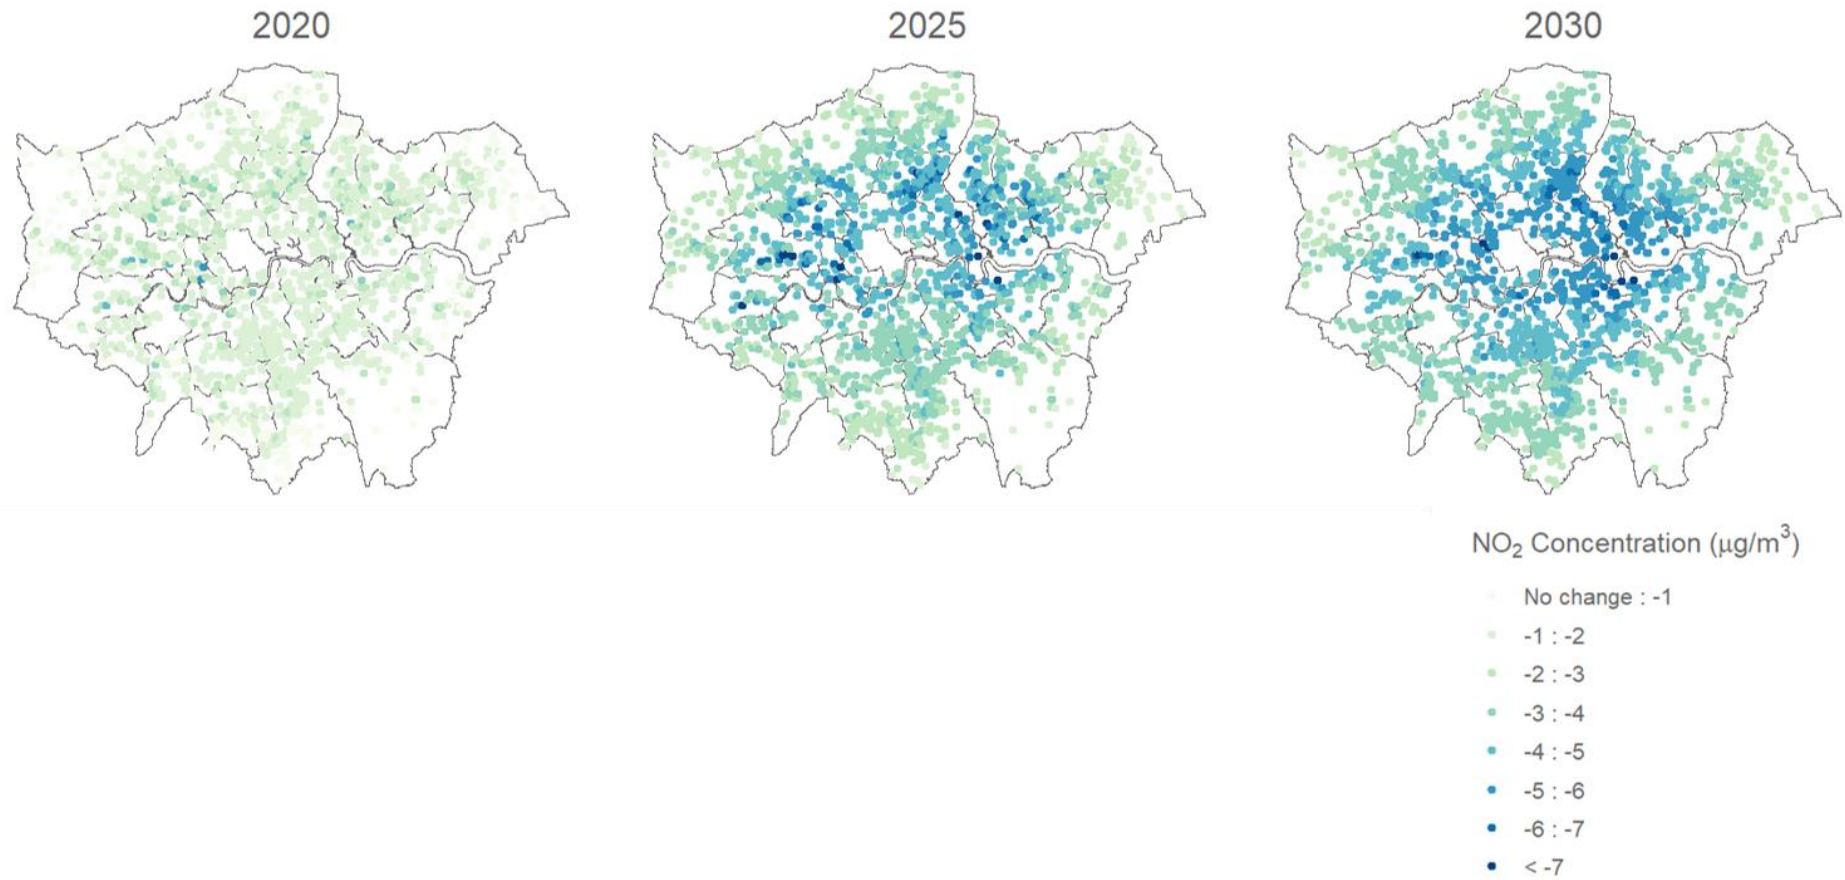 2020
2025
2030
NO₂ Concentration (µg/m³)
No change : -1
-1 : -2
-2 : -3
-3 : -4
-4 : -5
-5 : -6
-6 : -7
< -7